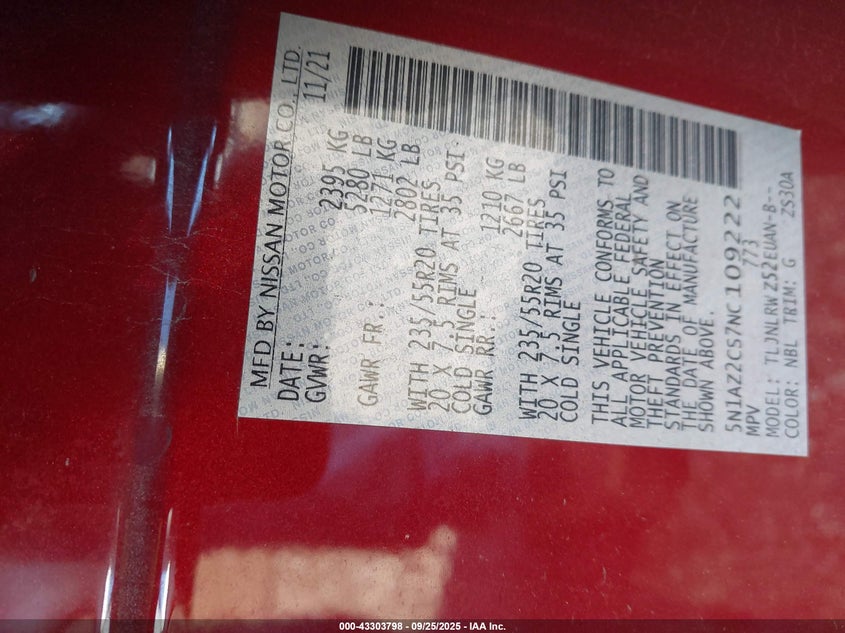 MFD BY NISSAN MOTOR CO., LTD.
DATE: 11/21
GVWR: 2395 KG
5280 LB
GAWR FR : 1271 KG
2802 LB
WITH 235/55R20 TIRES
20 X 7.5 RIMS AT 35 PSI
COLD SINGLE
GAWR RR.: 1210 KG
2667 LB
WITH 235/55R20 TIRES
20 X 7.5 RIMS AT 35 PSI
COLD SINGLE
THIS VEHICLE CONFORMS TO
ALL APPLICABLE FEDERAL
MOTOR VEHICLE SAFETY AND
THEFT PREVENTION
STANDARDS IN EFFECT ON
THE DATE OF MANUFACTURE
SHOWN ABOVE.
5N1AZ2CS7NC109222
MPV 773
MODEL: TLJNLRWZS2EUAN-B--
COLOR: NBL TRIM: G ZS30A
000-43303798 - 09/25/2025 - IAA Inc.